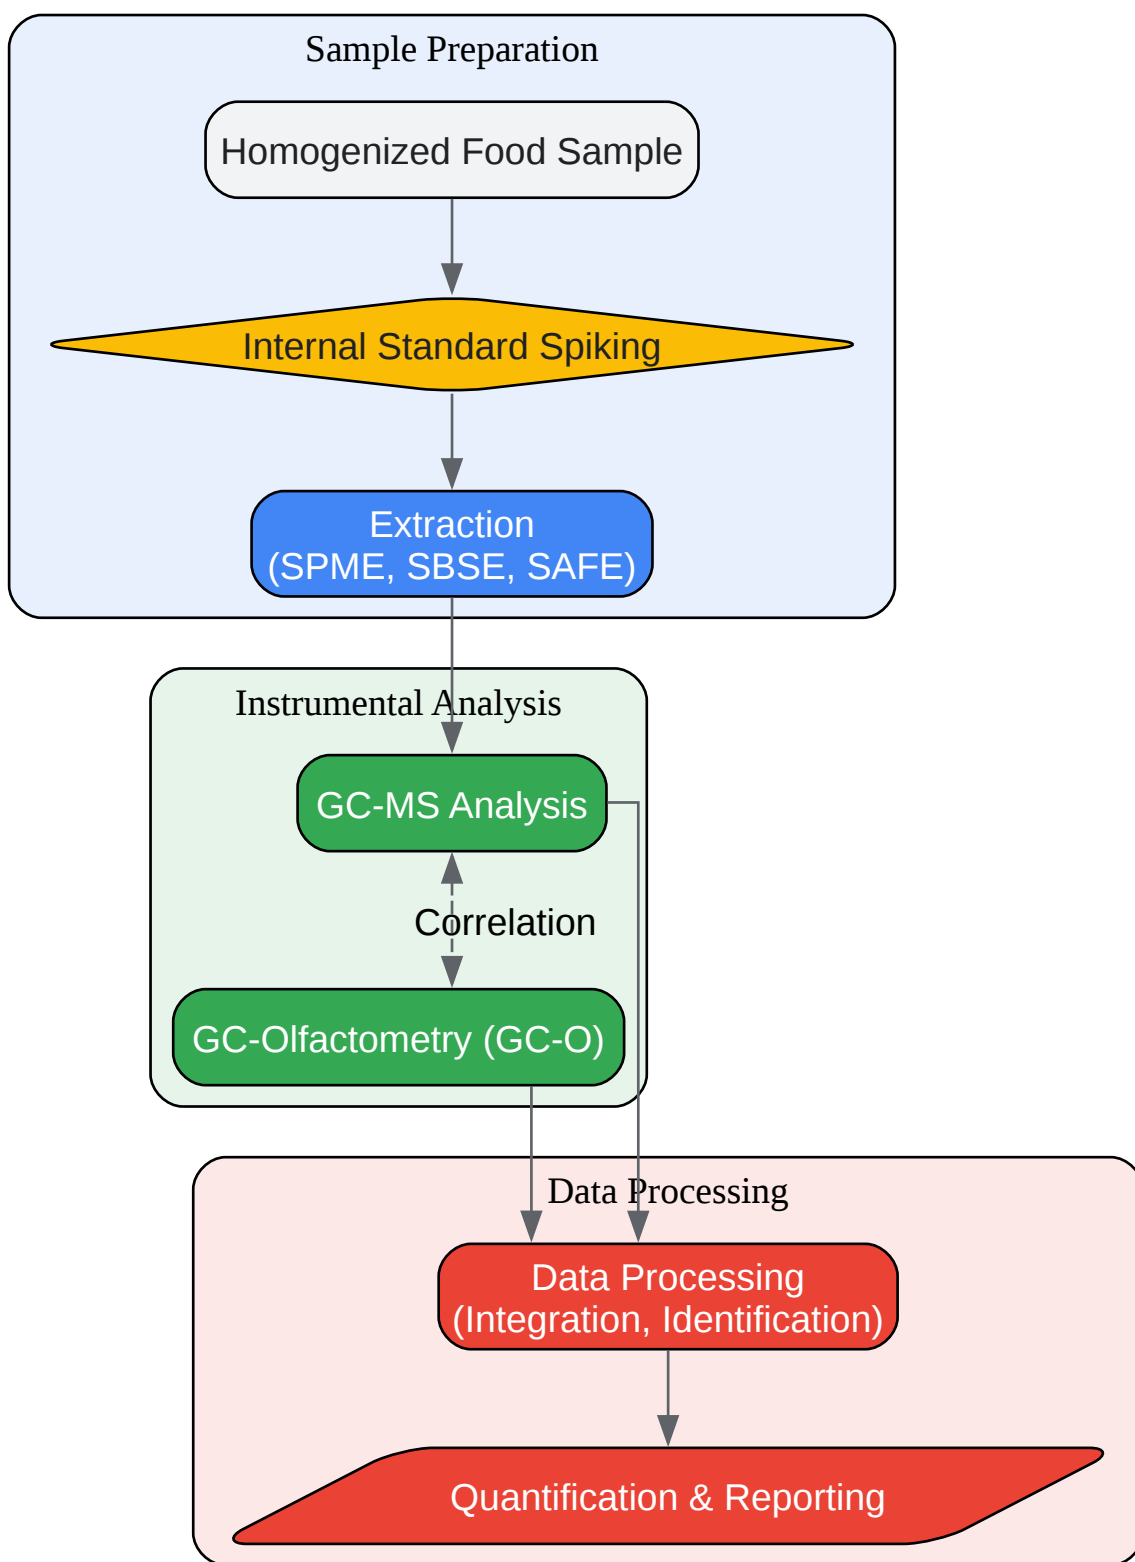 Sample Preparation
Homogenized Food Sample
Internal Standard Spiking
Extraction
(SPME, SBSE, SAFE)
Instrumental Analysis
GC-MS Analysis
Correlation
GC-Olfactometry (GC-O)
Data Processing
Data Processing
(Integration, Identification)
Quantification & Reporting